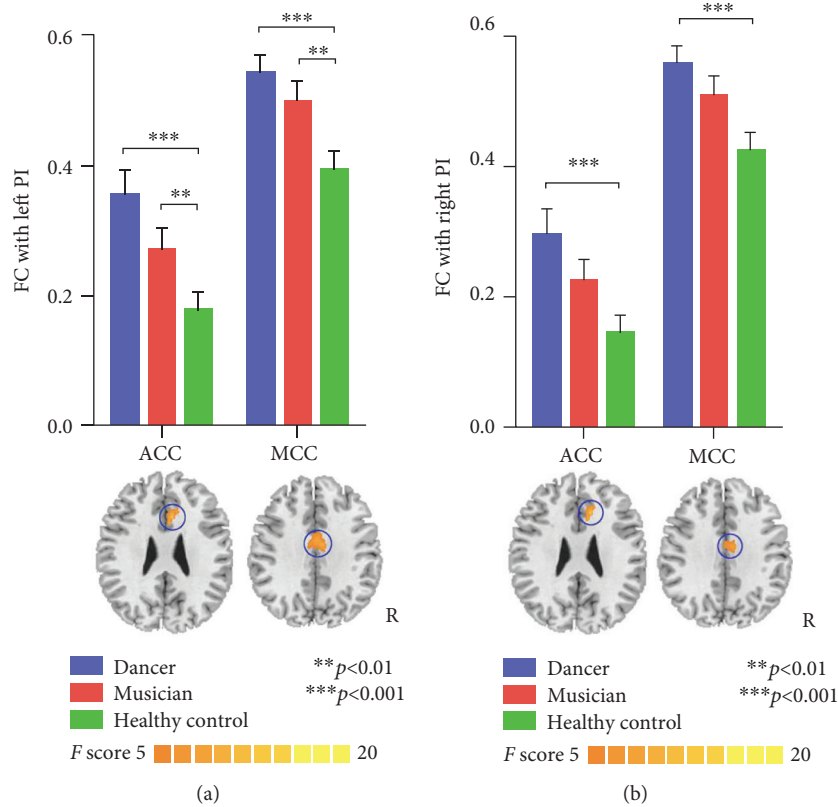 0.6
0.4
0.2
0.0
FC with left PI
***
**
***
**
ACC
MCC
R
Dancer
Musician
Healthy control
**p<0.01
***p<0.001
F score 5
20
(a)
0.6
0.4
0.2
0.0
FC with right PI
***
***
ACC
MCC
R
Dancer
Musician
Healthy control
**p<0.01
***p<0.001
F score 5
20
(b)